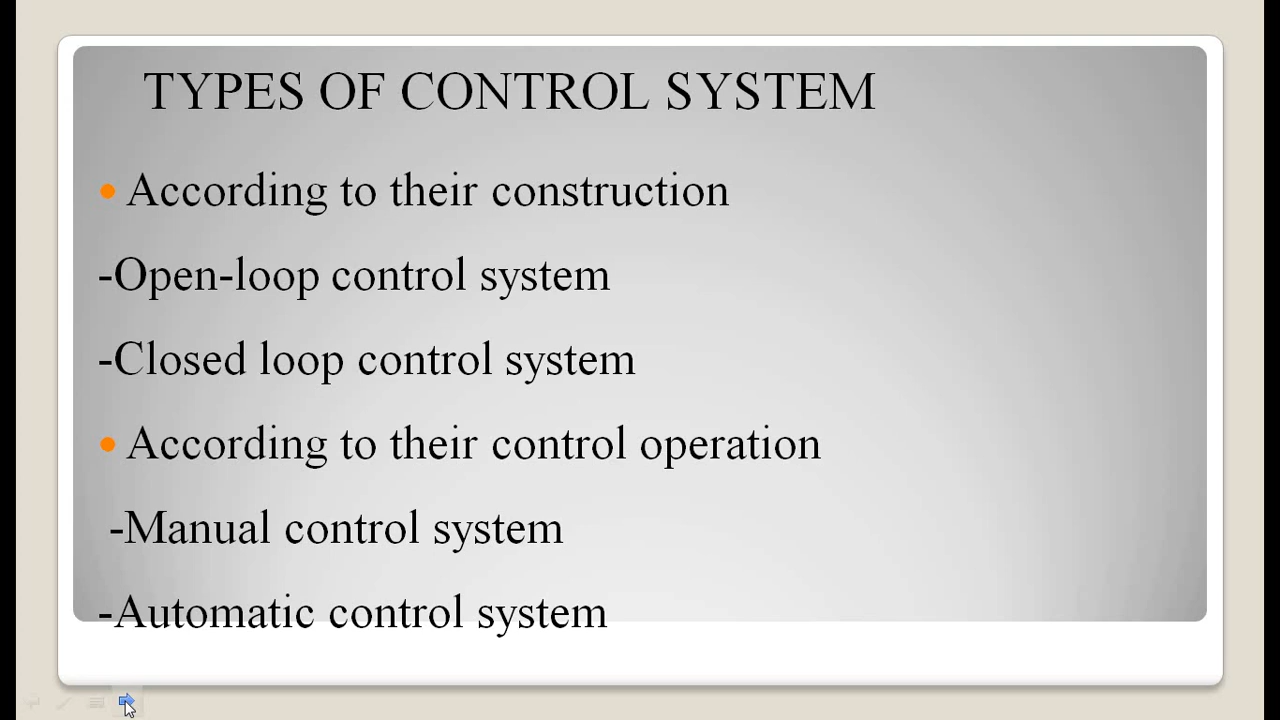 TYPES OF CONTROL SYSTEM
• According to their construction
-Open-loop control system
-Closed loop control system
• According to their control operation
-Manual control system
-Automatic control system